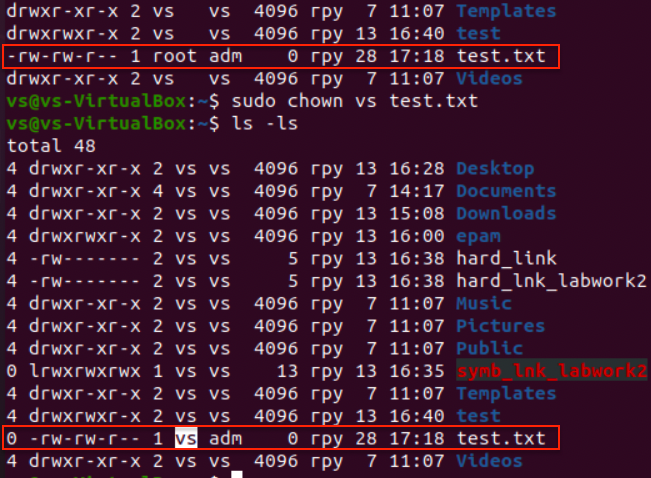 drwxr-xr-x 2 vs   vs  4096 гру  7 11:07 Templates
drwxrwxr-x 2 vs   vs  4096 гру 13 16:40 test
-rw-rw-r-- 1 root adm    0 гру 28 17:18 test.txt
drwxr-xr-x 2 vs   vs  4096 гру  7 11:07 Videos
vs@vs-VirtualBox:~$ sudo chown vs test.txt
vs@vs-VirtualBox:~$ ls -ls
total 48
4 drwxr-xr-x 2 vs vs  4096 гру 13 16:28 Desktop
4 drwxr-xr-x 4 vs vs  4096 гру  7 14:17 Documents
4 drwxr-xr-x 2 vs vs  4096 гру 13 15:08 Downloads
4 drwxrwxr-x 2 vs vs  4096 гру 13 16:00 epam
4 -rw------- 2 vs vs     5 гру 13 16:38 hard_link
4 -rw------- 2 vs vs     5 гру 13 16:38 hard_lnk_labwork2
4 drwxr-xr-x 2 vs vs  4096 гру  7 11:07 Music
4 drwxr-xr-x 2 vs vs  4096 гру  7 11:07 Pictures
4 drwxr-xr-x 2 vs vs  4096 гру  7 11:07 Public
0 lrwxrwxrwx 1 vs vs    13 гру 13 16:35 symb_lnk_labwork2
4 drwxr-xr-x 2 vs vs  4096 гру  7 11:07 Templates
4 drwxrwxr-x 2 vs vs  4096 гру 13 16:40 test
0 -rw-rw-r-- 1 vs adm    0 гру 28 17:18 test.txt
4 drwxr-xr-x 2 vs vs  4096 гру  7 11:07 Videos